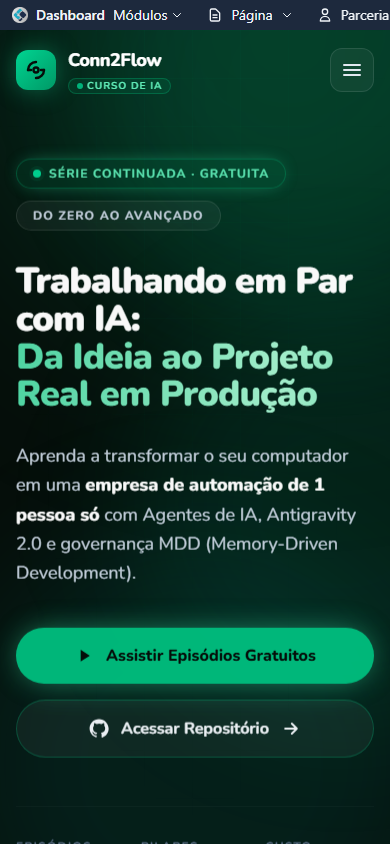 Dashboard Módulos Página Parceria
Conn2Flow
CURSO DE IA
SÉRIE CONTINUADA · GRATUITA
DO ZERO AO AVANÇADO
Trabalhando em Par
com IA:
Da Ideia ao Projeto
Real em Produção
Aprenda a transformar o seu computador
em uma empresa de automação de 1
pessoa só com Agentes de IA, Antigravity
2.0 e governança MDD (Memory-Driven
Development).
Assistir Episódios Gratuitos
Acessar Repositório →
EPISÓDIOS PILARES CUSTO